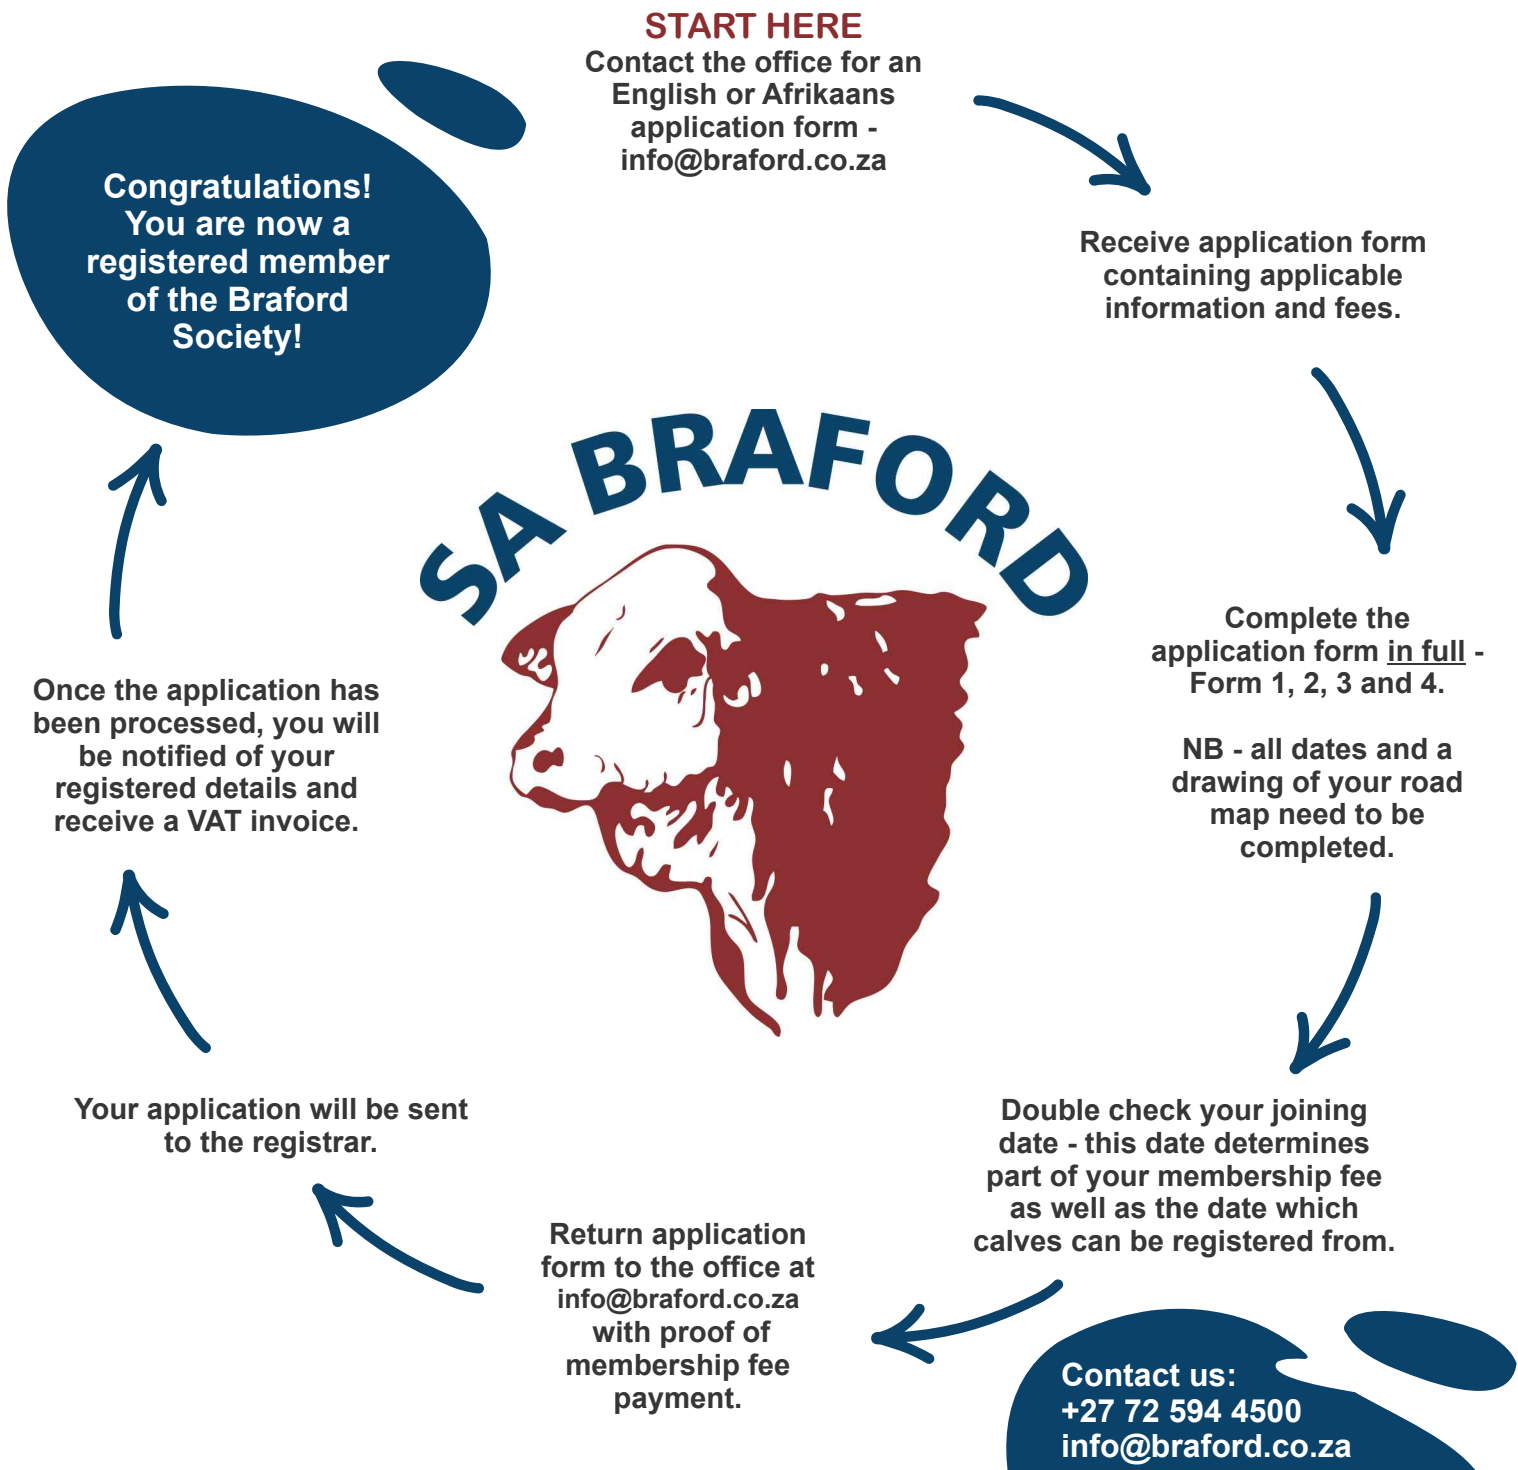 START HERE
Contact the office for an
English or Afrikaans
application form -
info@braford.co.za
Receive application form
containing applicable
information and fees.
Complete the
application form in full -
Form 1, 2, 3 and 4.
NB - all dates and a
drawing of your road
map need to be
completed.
Double check your joining
date - this date determines
part of your membership fee
as well as the date which
calves can be registered from.
Return application
form to the office at
info@braford.co.za
with proof of
membership fee
payment.
Your application will be sent
to the registrar.
Once the application has
been processed, you will
be notified of your
registered details and
receive a VAT invoice.
Congratulations!
You are now a
registered member
of the Braford
Society!
SA BRAFORD
Contact us:
+27 72 594 4500
info@braford.co.za